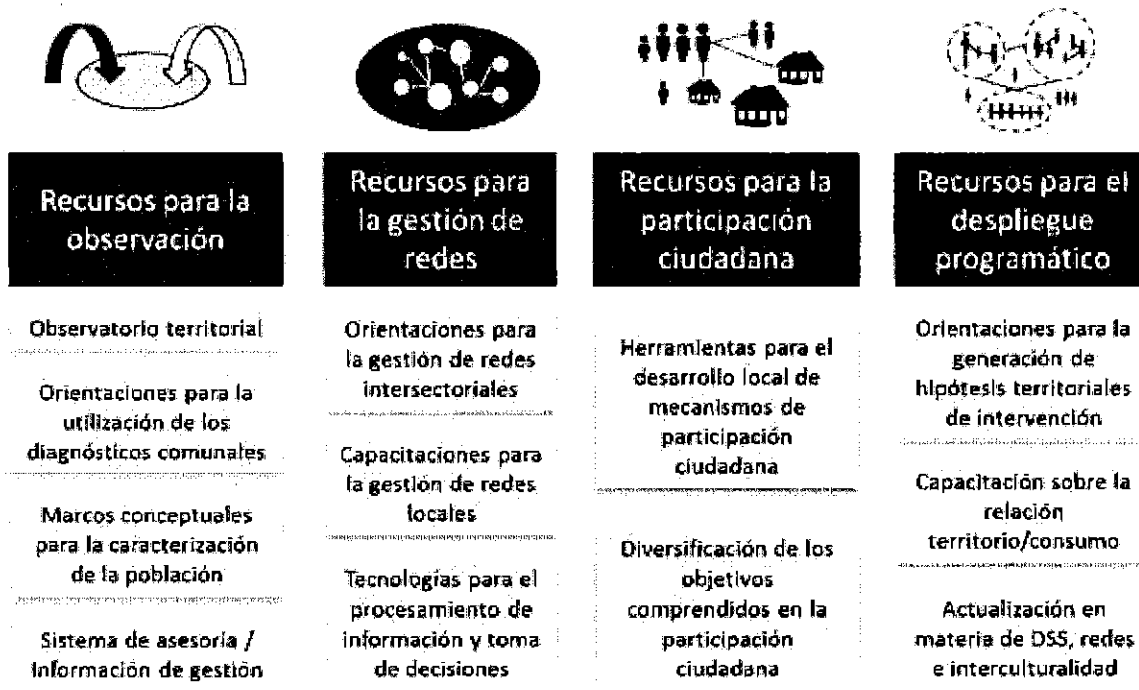 Recursos para la
observación
Observatorio territorial
Orientaciones para la
utilización de los
diagnósticos comunales
Marcos conceptuales
para la caracterización
de la población
Sistema de asesoría /
Información de gestión
Recursos para
la gestión de
redes
Orientaciones para
la gestión de redes
intersectoriales
Capacitaciones para
la gestión de redes
locales
Tecnologías para el
procesamiento de
información y toma
de decisiones
Recursos para la
participación
ciudadana
Herramientas para el
desarrollo local de
mecanismos de
participación
ciudadana
Diversificación de los
objetivos
comprendidos en la
participación
ciudadana
Recursos para el
despliegue
programático
Orientaciones para la
generación de
hipótesis territoriales
de intervención
Capacitación sobre la
relación
territorio/consumo
Actualización en
materia de DSS, redes
e interculturalidad